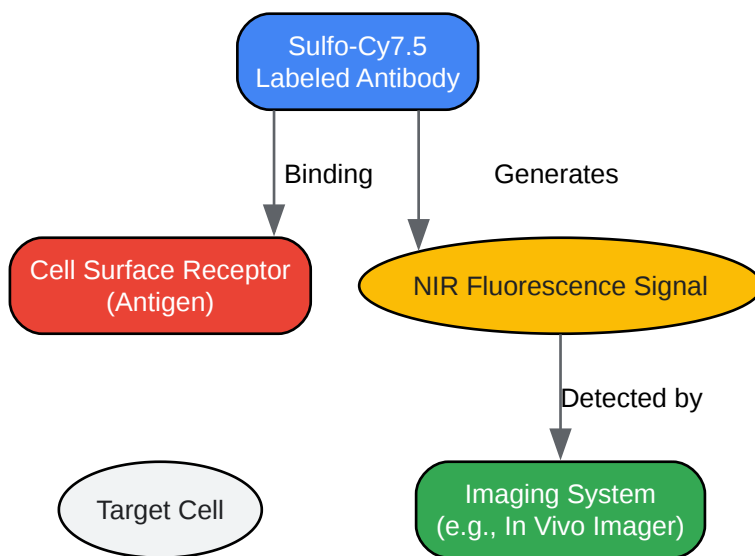 Sulfo-Cy7.5
Labeled Antibody
Binding
Generates
Cell Surface Receptor
(Antigen)
NIR Fluorescence Signal
Detected by
Target Cell
Imaging System
(e.g., In Vivo Imager)